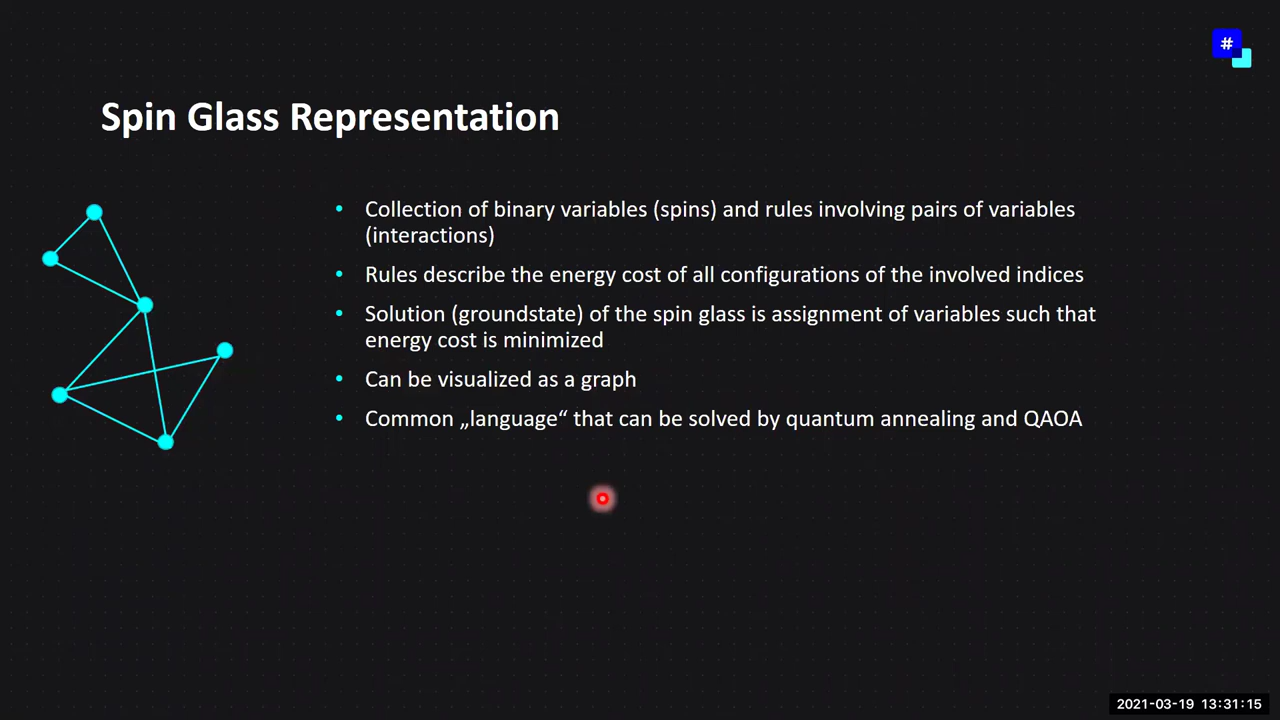 #
Spin Glass Representation
• Collection of binary variables (spins) and rules involving pairs of variables
(interactions)
• Rules describe the energy cost of all configurations of the involved indices
• Solution (groundstate) of the spin glass is assignment of variables such that
energy cost is minimized
• Can be visualized as a graph
• Common „language“ that can be solved by quantum annealing and QAOA
2021-03-19 13:31:15